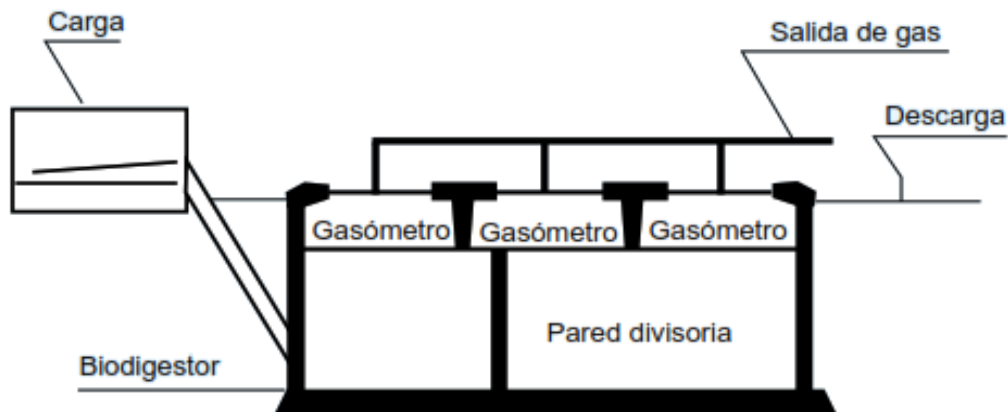 Carga
Salida de gas
Descarga
Gasómetro
Gasómetro
Gasómetro
Pared divisoria
Biodigestor